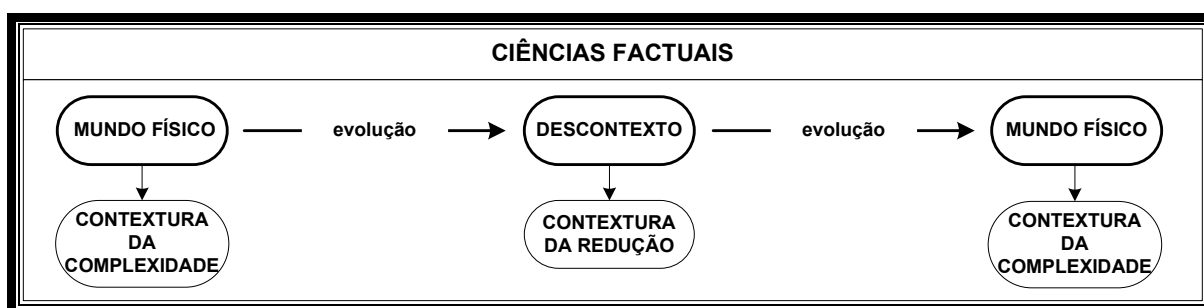 CIÊNCIAS FACTUAIS
MUNDO FÍSICO evolução DESCONTEXTO evolução MUNDO FÍSICO
CONTEXTURA
DA
COMPLEXIDADE
CONTEXTURA
DA REDUÇÃO
CONTEXTURA
DA
COMPLEXIDADE